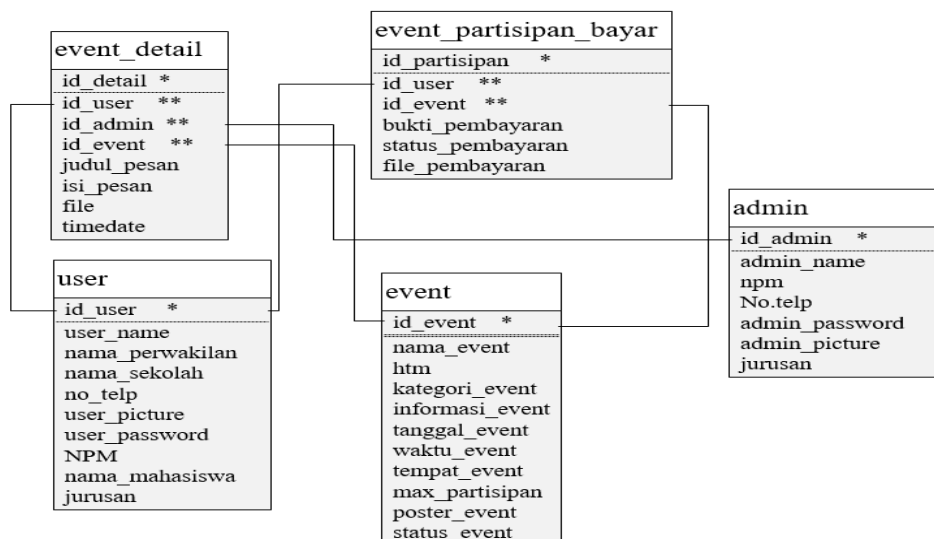 event_detail
id_detail *
id_user **
id_admin **
id_event **
judul_pesan
isi_pesan
file
timedate
event_partisipan_bayar
id_partisipan *
id_user **
id_event **
bukti_pembayaran
status_pembayaran
file_pembayaran
admin
id_admin *
admin_name
npm
No.telp
admin_password
admin_picture
jurusan
user
id_user *
user_name
nama_perwakilan
nama_sekolah
no_telp
user_picture
user_password
NPM
nama_mahasiswa
jurusan
event
id_event *
nama_event
htm
kategori_event
informasi_event
tanggal_event
waktu_event
tempat_event
max_partisipan
poster_event
status_event